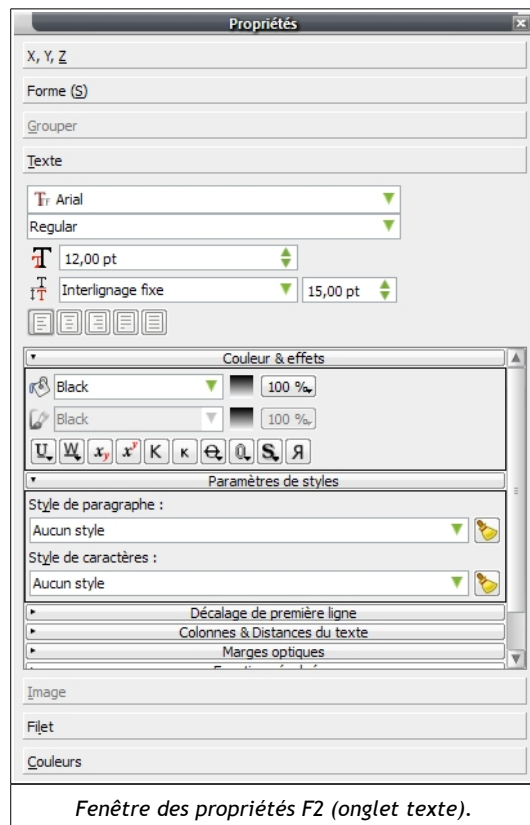 Propriétés
X, Y, Z
Forme (S)
Grouper
Texte
Arial
Regular
12,00 pt
Interlignage fixe 15,00 pt
Couleur & effets
Black 100 %
Black 100 %
Paramètres de styles
Style de paragraphe :
Aucun style
Style de caractères :
Aucun style
Décalage de première ligne
Colonnes & Distances du texte
Marges optiques
Image
Filet
Couleurs
Fenêtre des propriétés F2 (onglet texte).